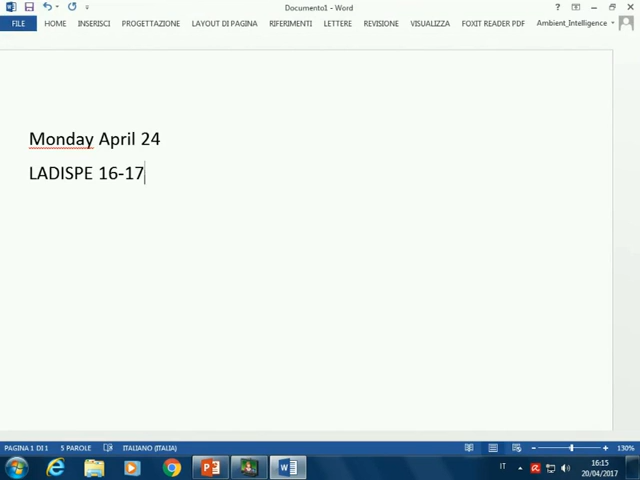 Documento1 - Word
?
FILE HOME INSERISCI PROGETTAZIONE LAYOUT DI PAGINA RIFERIMENTI LETTERE REVISIONE VISUALIZZA FOXIT READER PDF Ambient_Intelligence
Monday April 24
LADISPE 16-17
PAGINA 1 DI 1 5 PAROLE ITALIANO (ITALIA) 130%
IT 16:15
20/04/2017